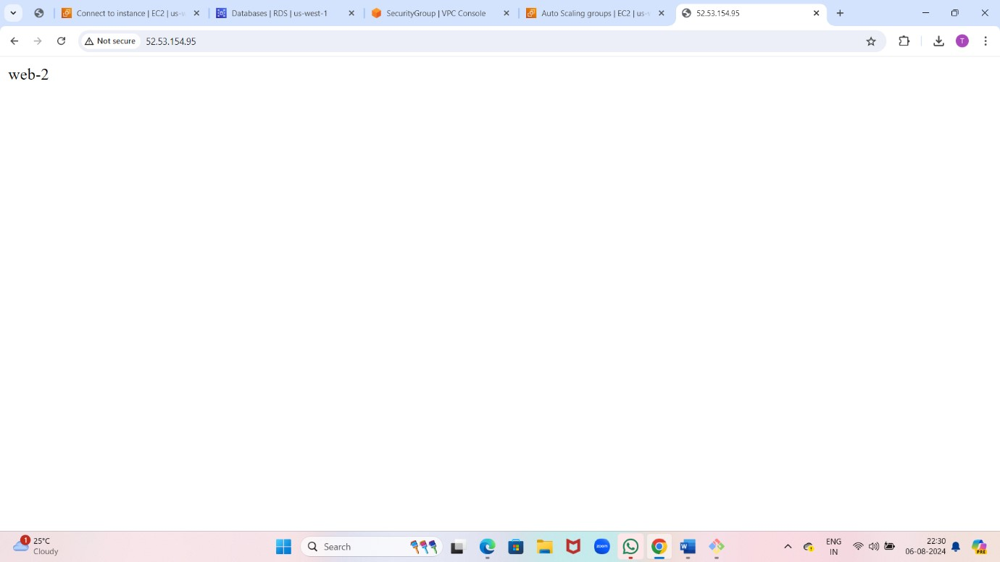 Connect to instance | EC2 | us-w
Databases | RDS | us-west-1
SecurityGroup | VPC Console
Auto Scaling groups | EC2 | us-w
52.53.154.95
Not secure
52.53.154.95
T
web-2
1
25°C
Cloudy
Search
zoom
W
ENG
IN
22:30
06-08-2024
PRE